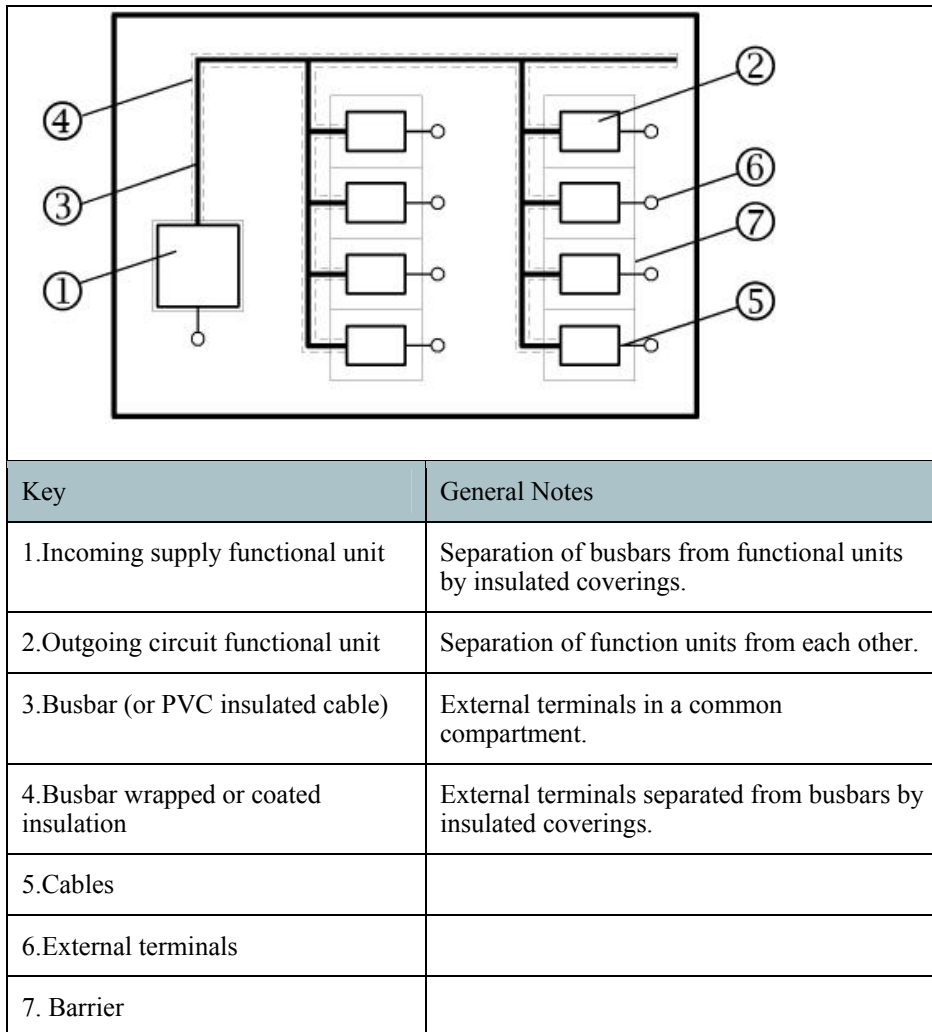 ②
④
⑥
③
⑦
①
⑤
Key
General Notes
1.Incoming supply functional unit
Separation of busbars from functional units
by insulated coverings.
2.Outgoing circuit functional unit
Separation of function units from each other.
3.Busbar (or PVC insulated cable)
External terminals in a common
compartment.
4.Busbar wrapped or coated
insulation
External terminals separated from busbars by
insulated coverings.
5.Cables
6.External terminals
7. Barrier